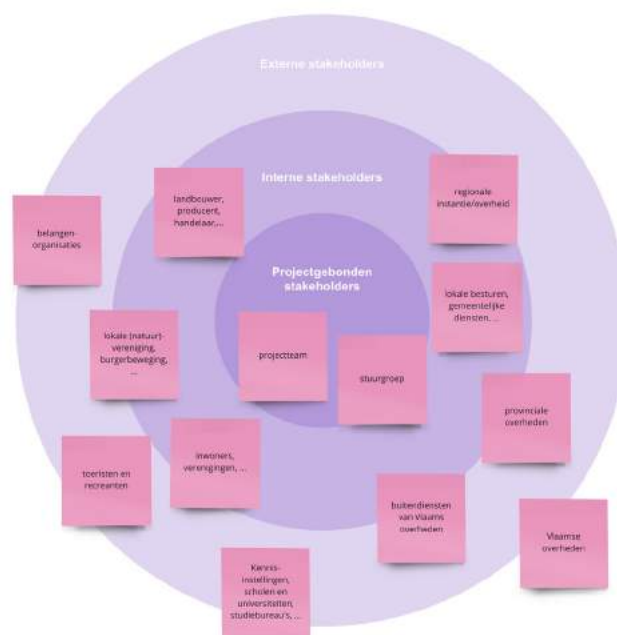 Externe stakeholders
Interne stakeholders
landbouwer,
producent,
handelaar,...
regionale
instantie/overheid
belangen-
organisaties
Projectgebonden
stakeholders
lokale besturen,
gemeentelijke
diensten, ...
lokale (natuur)-
vereniging,
burgerbeweging,
...
projectteam
stuurgroep
provinciale
overheden
toeristen en
recreanten
inwoners,
verenigingen, ...
buitendiensten
van Vlaams
overheden
Vlaamse
overheden
Kennis-
instellingen,
scholen en
universiteiten,
studiebureau's, ...